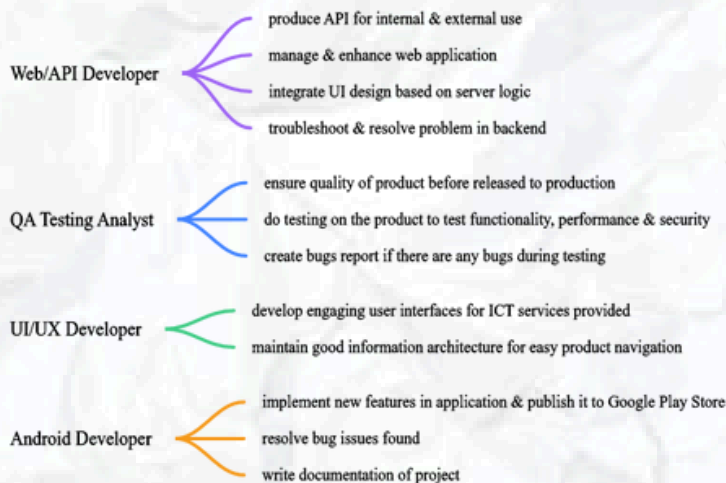 Web/API Developer
produce API for internal & external use
manage & enhance web application
integrate UI design based on server logic
troubleshoot & resolve problem in backend
QA Testing Analyst
ensure quality of product before released to production
do testing on the product to test functionality, performance & security
create bugs report if there are any bugs during testing
UI/UX Developer
develop engaging user interfaces for ICT services provided
maintain good information architecture for easy product navigation
Android Developer
implement new features in application & publish it to Google Play Store
resolve bug issues found
write documentation of project